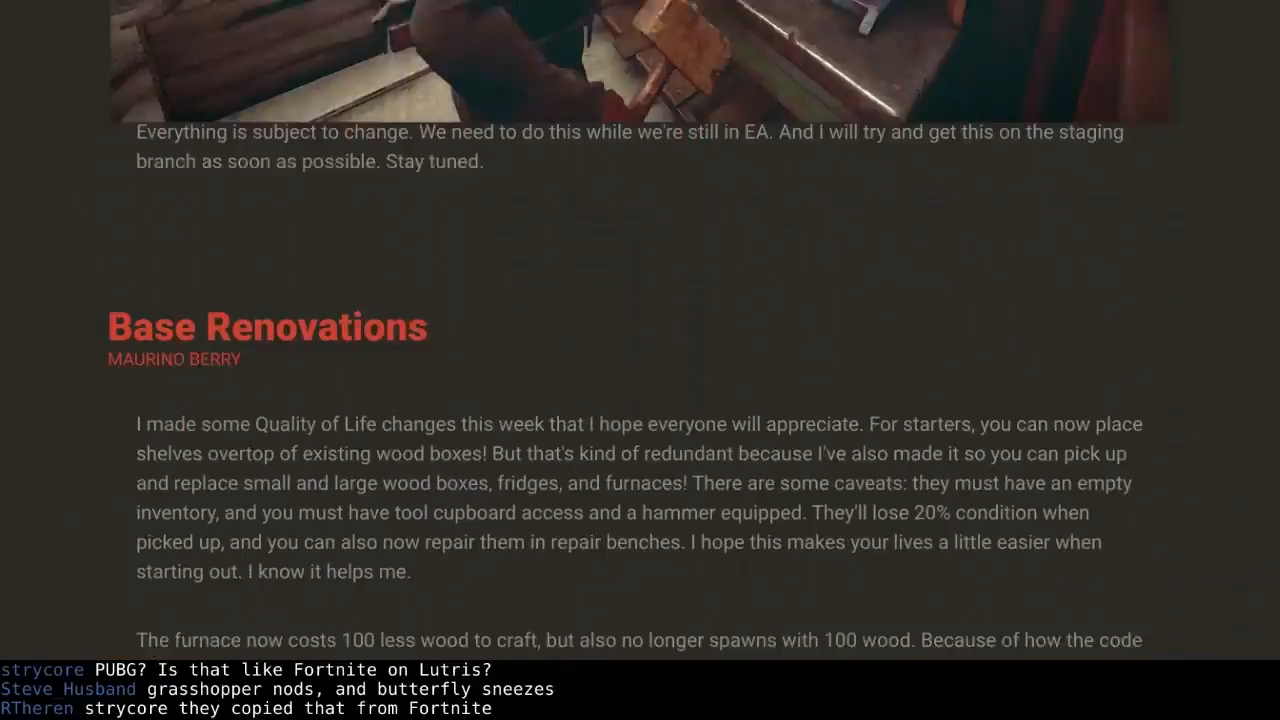 Everything is subject to change. We need to do this while we're still in EA. And I will try and get this on the staging
branch as soon as possible. Stay tuned.
Base Renovations
MAURINO BERRY
I made some Quality of Life changes this week that I hope everyone will appreciate. For starters, you can now place
shelves overtop of existing wood boxes! But that's kind of redundant because I've also made it so you can pick up
and replace small and large wood boxes, fridges, and furnaces! There are some caveats: they must have an empty
inventory, and you must have tool cupboard access and a hammer equipped. They'll lose 20% condition when
picked up, and you can also now repair them in repair benches. I hope this makes your lives a little easier when
starting out. I know it helps me.
The furnace now costs 100 less wood to craft, but also no longer spawns with 100 wood. Because of how the code
strycore PUBG? Is that like Fortnite on Lutris?
Steve_Husband grasshopper nods, and butterfly sneezes
RTheren strycore they copied that from Fortnite